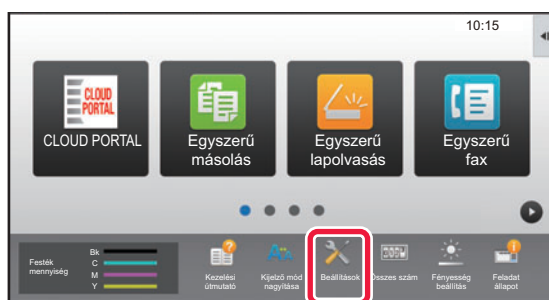 10:15
CLOUD
PORTAL
CLOUD PORTAL
Egyszerű
másolás
Egyszerű
lapolvasás
Egyszerű
fax
Festék
mennyiség
Bk
C
M
Y
Kezelési
útmutató
Kijelző mód
nagyítása
Beállítások
Összes szám
Fényesség
beállítás
Feladat
állapot